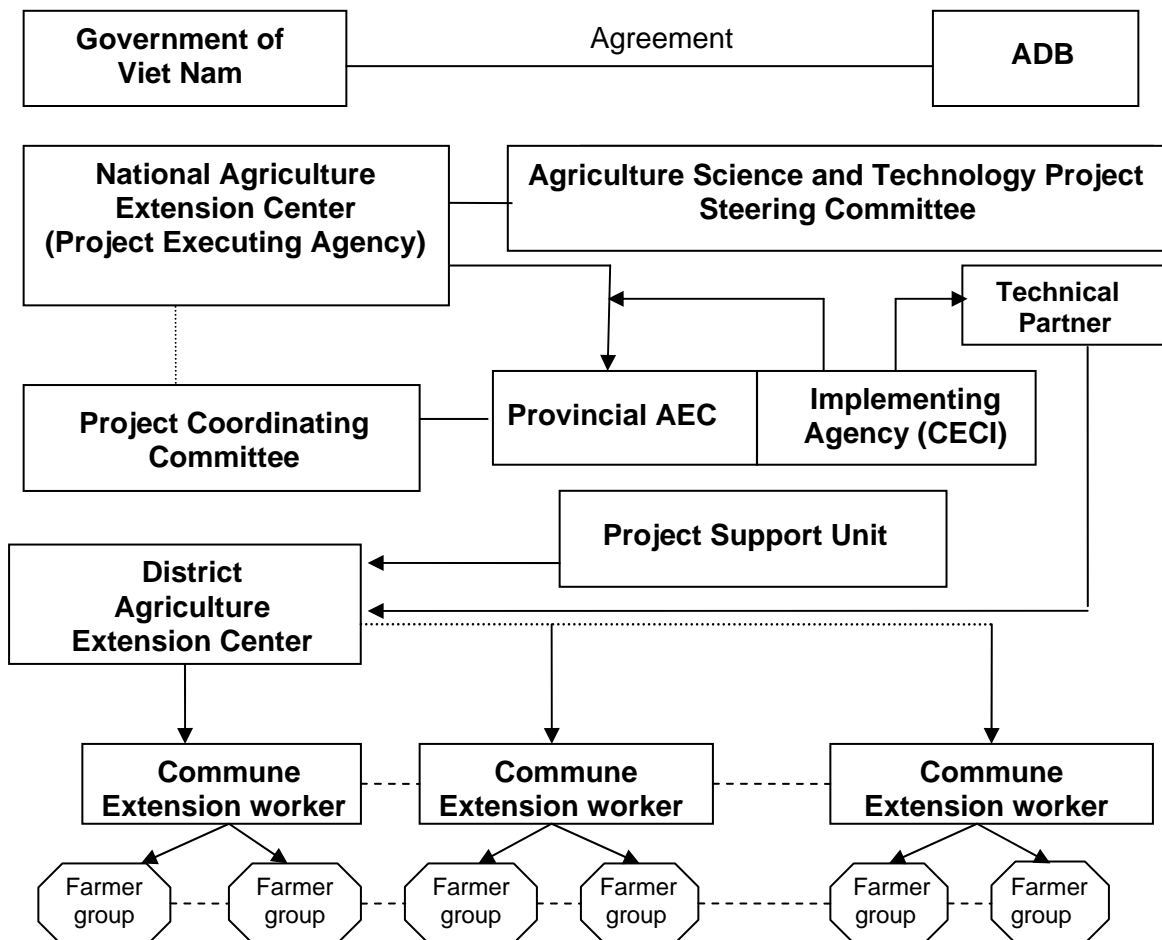 Government of
Viet Nam
Agreement
ADB
National Agriculture
Extension Center
(Project Executing Agency)
Agriculture Science and Technology Project
Steering Committee
Technical
Partner
Project Coordinating
Committee
Provincial AEC
Implementing
Agency (CECI)
Project Support Unit
District
Agriculture
Extension Center
Commune
Extension worker
Commune
Extension worker
Commune
Extension worker
Farmer
group
Farmer
group
Farmer
group
Farmer
group
Farmer
group
Farmer
group